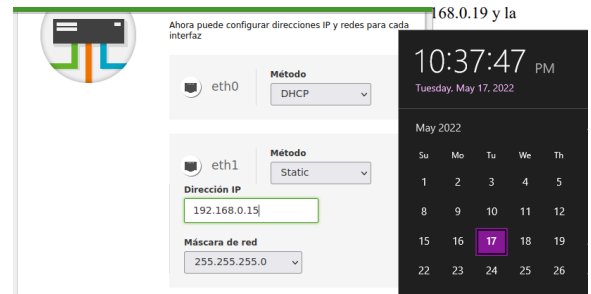 Ahora puede configurar direcciones IP y redes para cada
interfaz
168.0.19 y la
eth0
Método
DHCP
eth1
Método
Static
Dirección IP
192.168.0.15
Máscara de red
255.255.255.0
10:37:47 PM
Tuesday, May 17, 2022
May 2022
Su Mo Tu We Th
1 2 3 4 5
8 9 10 11 12
15 16 17 18 19
22 23 24 25 26